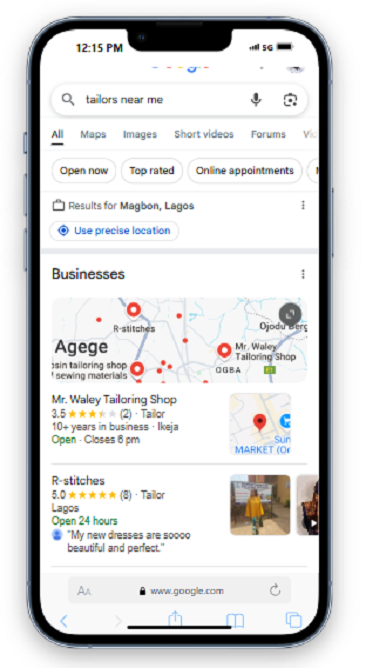 12:15 PM
5G
tailors near me
All Maps Images Short videos Forums
Open now Top rated Online appointments
Results for Magbon, Lagos
Use precise location
Businesses
R-stitches
Ojodu Berg
Agege
Mr. Waley
Tailoring Shop
osin tailoring shop
l sewing materials
OGBA
Mr. Waley Tailoring Shop
3.5 ★★★★★ (2) · Tailor
10+ years in business · Ikeja
Open · Closes 6 pm
Sun
MARKET (Or
R-stitches
5.0 ★★★★★ (8) · Tailor
Lagos
Open 24 hours
"My new dresses are soooo
beautiful and perfect."
AA www.google.com